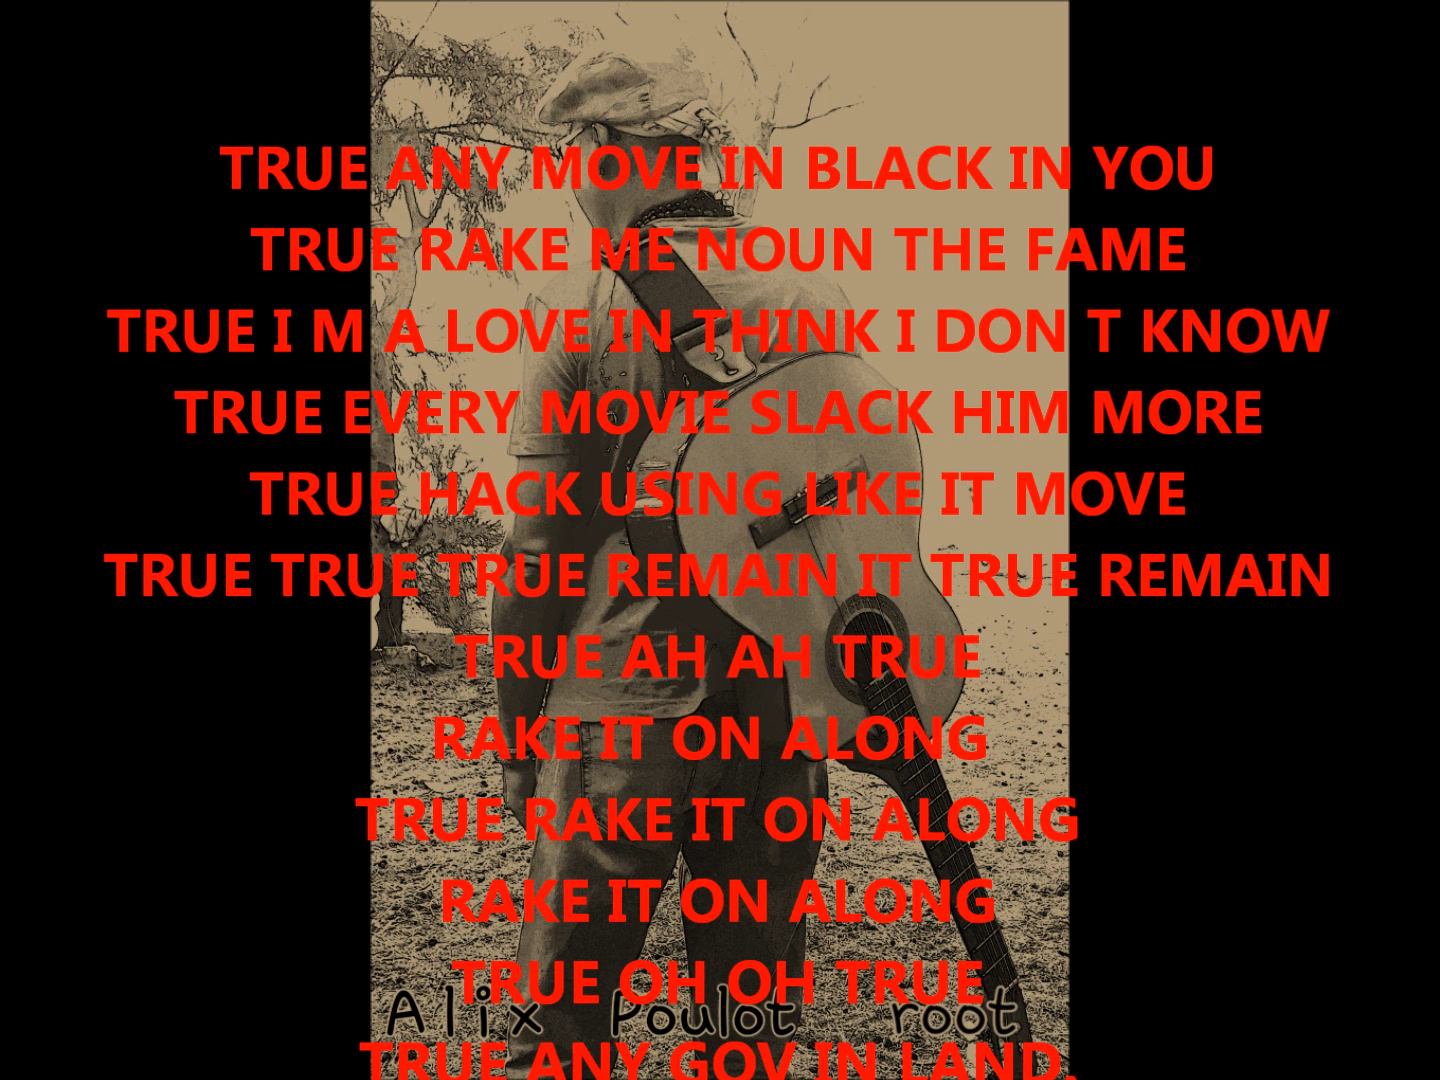 TRUE ANY MOVE IN BLACK IN YOU
TRUE RAKE ME NOUN THE FAME
TRUE I M A LOVE IN THINK I DON T KNOW
TRUE EVERY MOVIE SLACK HIM MORE
TRUE HACK USING LIKE IT MOVE
TRUE TRUE TRUE REMAIN IT TRUE REMAIN
TRUE AH AH TRUE
RAKE IT ON ALONG
TRUE RAKE IT ON ALONG
RAKE IT ON ALONG
TRUE OH OH TRUE
Alix Poulot root
TRUE ANY GOV IN LAND.